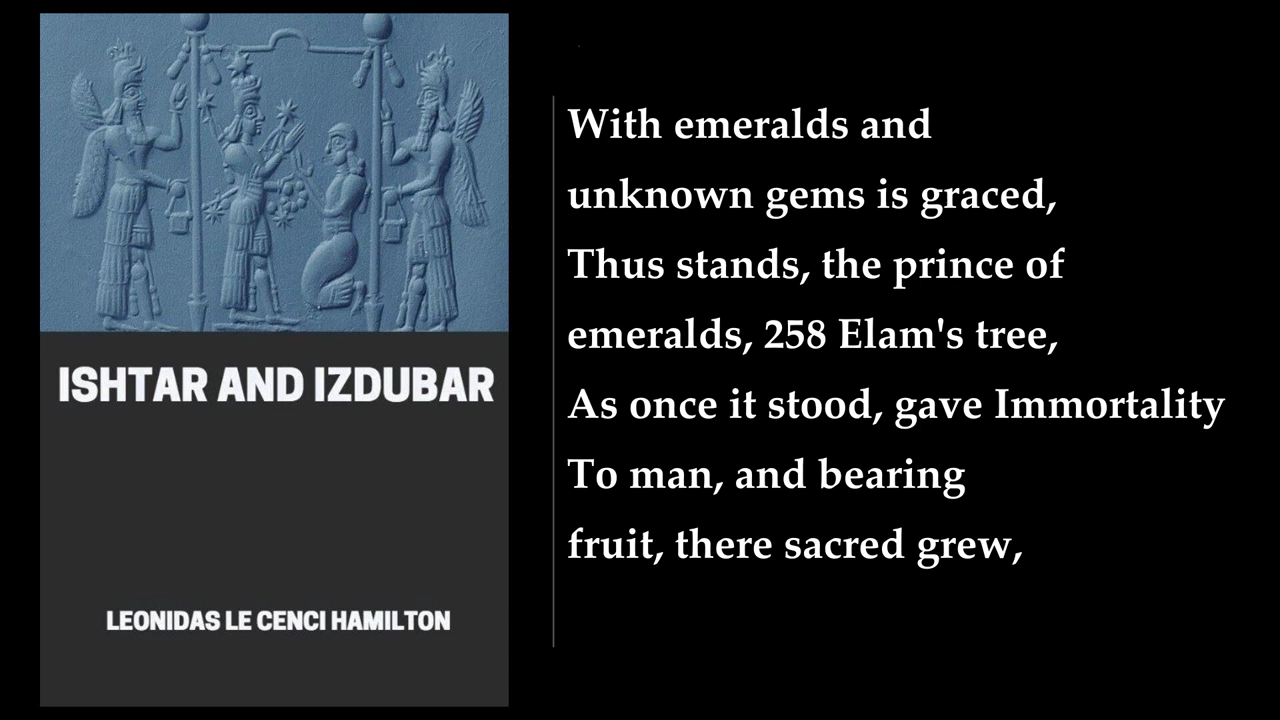 ISHTAR AND IZDUBAR
LEONIDAS LE CENCI HAMILTON
With emeralds and
unknown gems is graced,
Thus stands, the prince of
emeralds, 258 Elam's tree,
As once it stood, gave Immortality
To man, and bearing
fruit, there sacred grew,